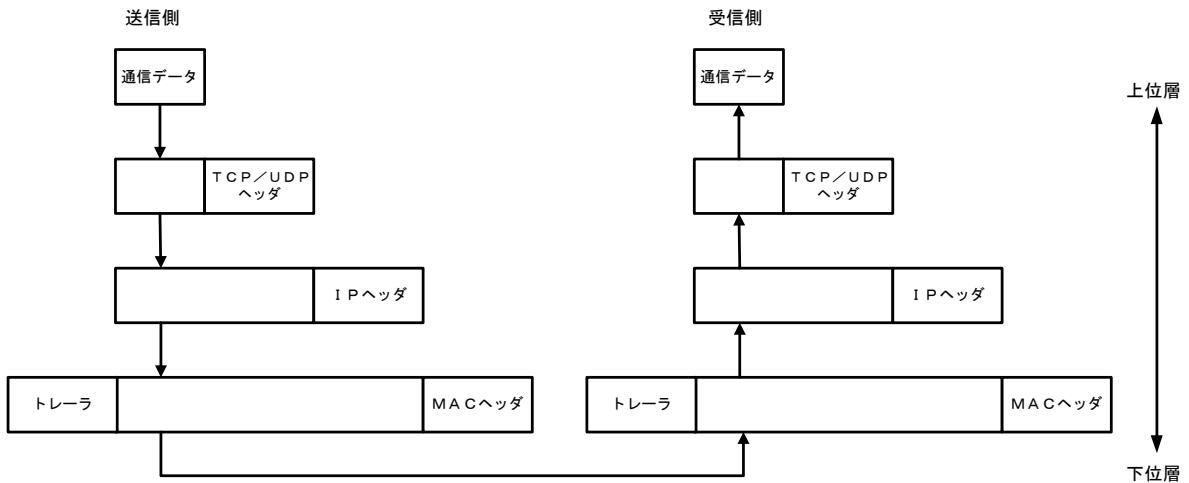 送信側
受信側
通信データ
通信データ
上位層
TCP/UDP
ヘッダ
TCP/UDP
ヘッダ
IPヘッダ
IPヘッダ
トレーラ
MACヘッダ
トレーラ
MACヘッダ
下位層